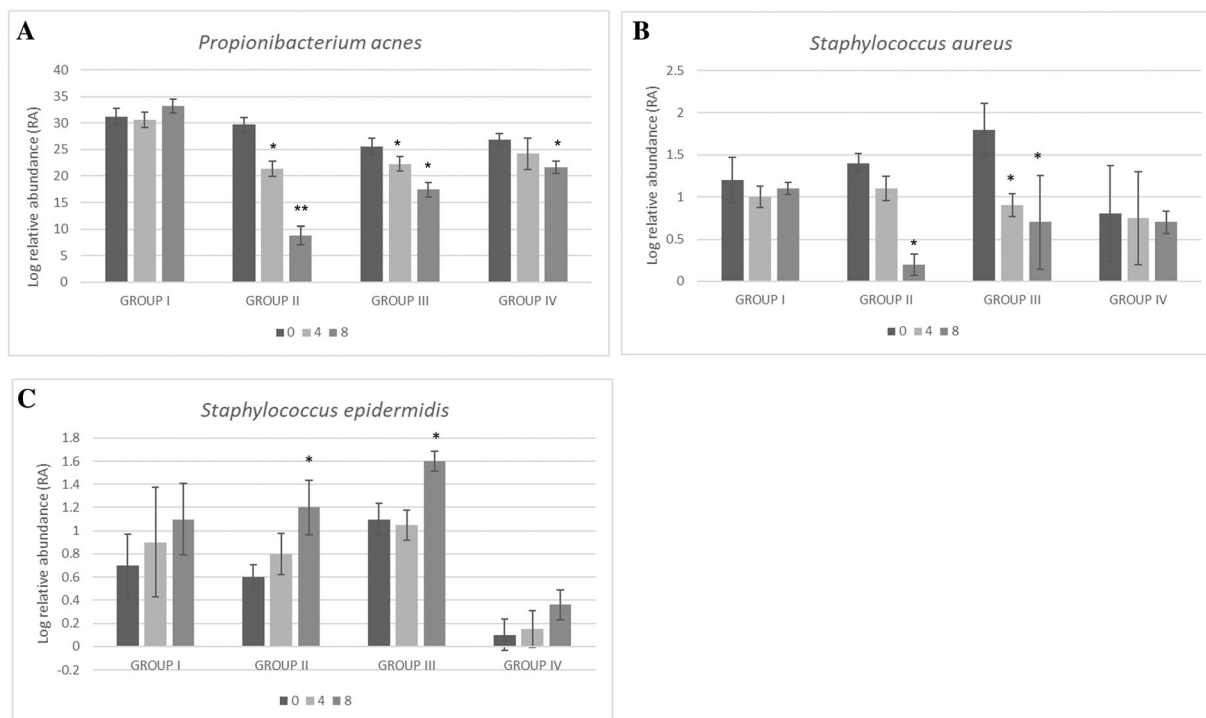 A
Propionibacterium acnes
Log relative abundance (RA)
40
35
30
25
20
15
10
5
0
*
**
*
*
*
GROUP I GROUP II GROUP III GROUP IV
0 4 8
B
Staphylococcus aureus
Log relative abundance (RA)
2.5
2
1.5
1
0.5
0
*
*
*
GROUP I GROUP II GROUP III GROUP IV
0 4 8
C
Staphylococcus epidermidis
Log relative abundance (RA)
1.8
1.6
1.4
1.2
1
0.8
0.6
0.4
0.2
0
-0.2
*
*
GROUP I GROUP II GROUP III GROUP IV
0 4 8